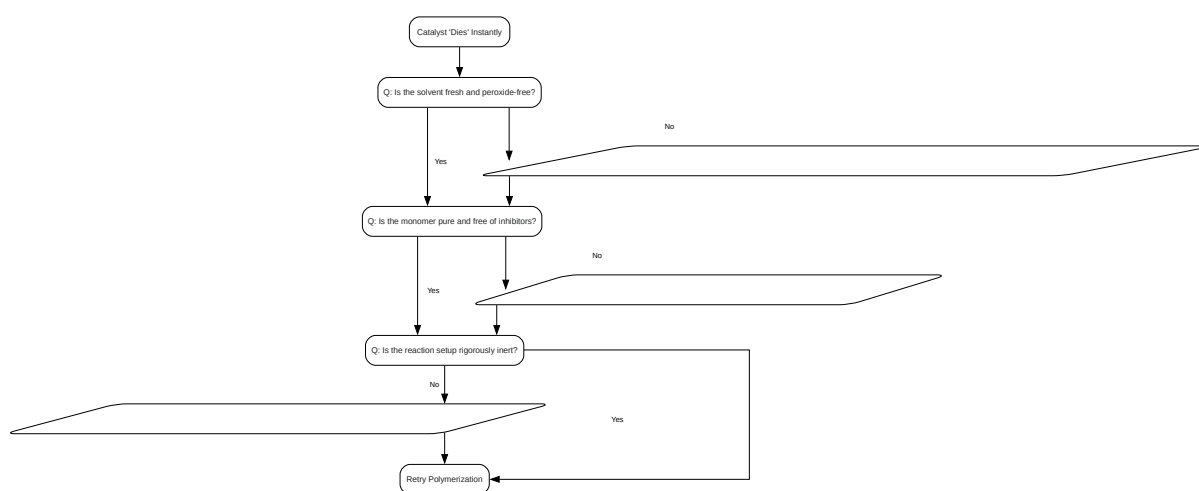 Catalyst 'Dies' Instantly
Q: Is the solvent fresh and peroxide-free?
No
Yes
Q: Is the monomer pure and free of inhibitors?
No
Yes
Q: Is the reaction setup rigorously inert?
No
Yes
Retry Polymerization